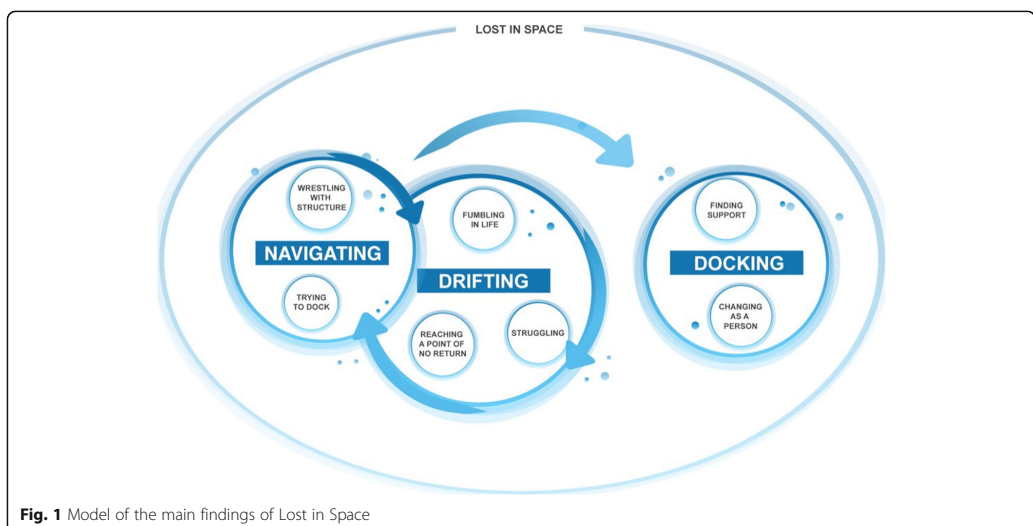 LOST IN SPACE
WRESTLING
WITH
STRUCTURE
NAVIGATING
TRYING
TO DOCK
FUMBLING
IN LIFE
DRIFTING
REACHING
A POINT OF
NO RETURN
STRUGGLING
FINDING
SUPPORT
DOCKING
CHANGING
AS A
PERSON
Fig. 1 Model of the main findings of Lost in Space